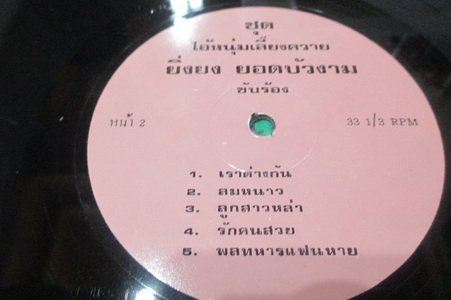 ชุด
ไอ้หนุ่มเลี้ยงควาย
ยิ่งยง ยอดบัวงาม
ขับร้อง
หน้า 2
33 1/3 RPM
1. เราต่างกัน
2. ลมหนาว
3. ลูกสาวหล่า
4. รักคนสวย
5. พลทหารแฟนหาย